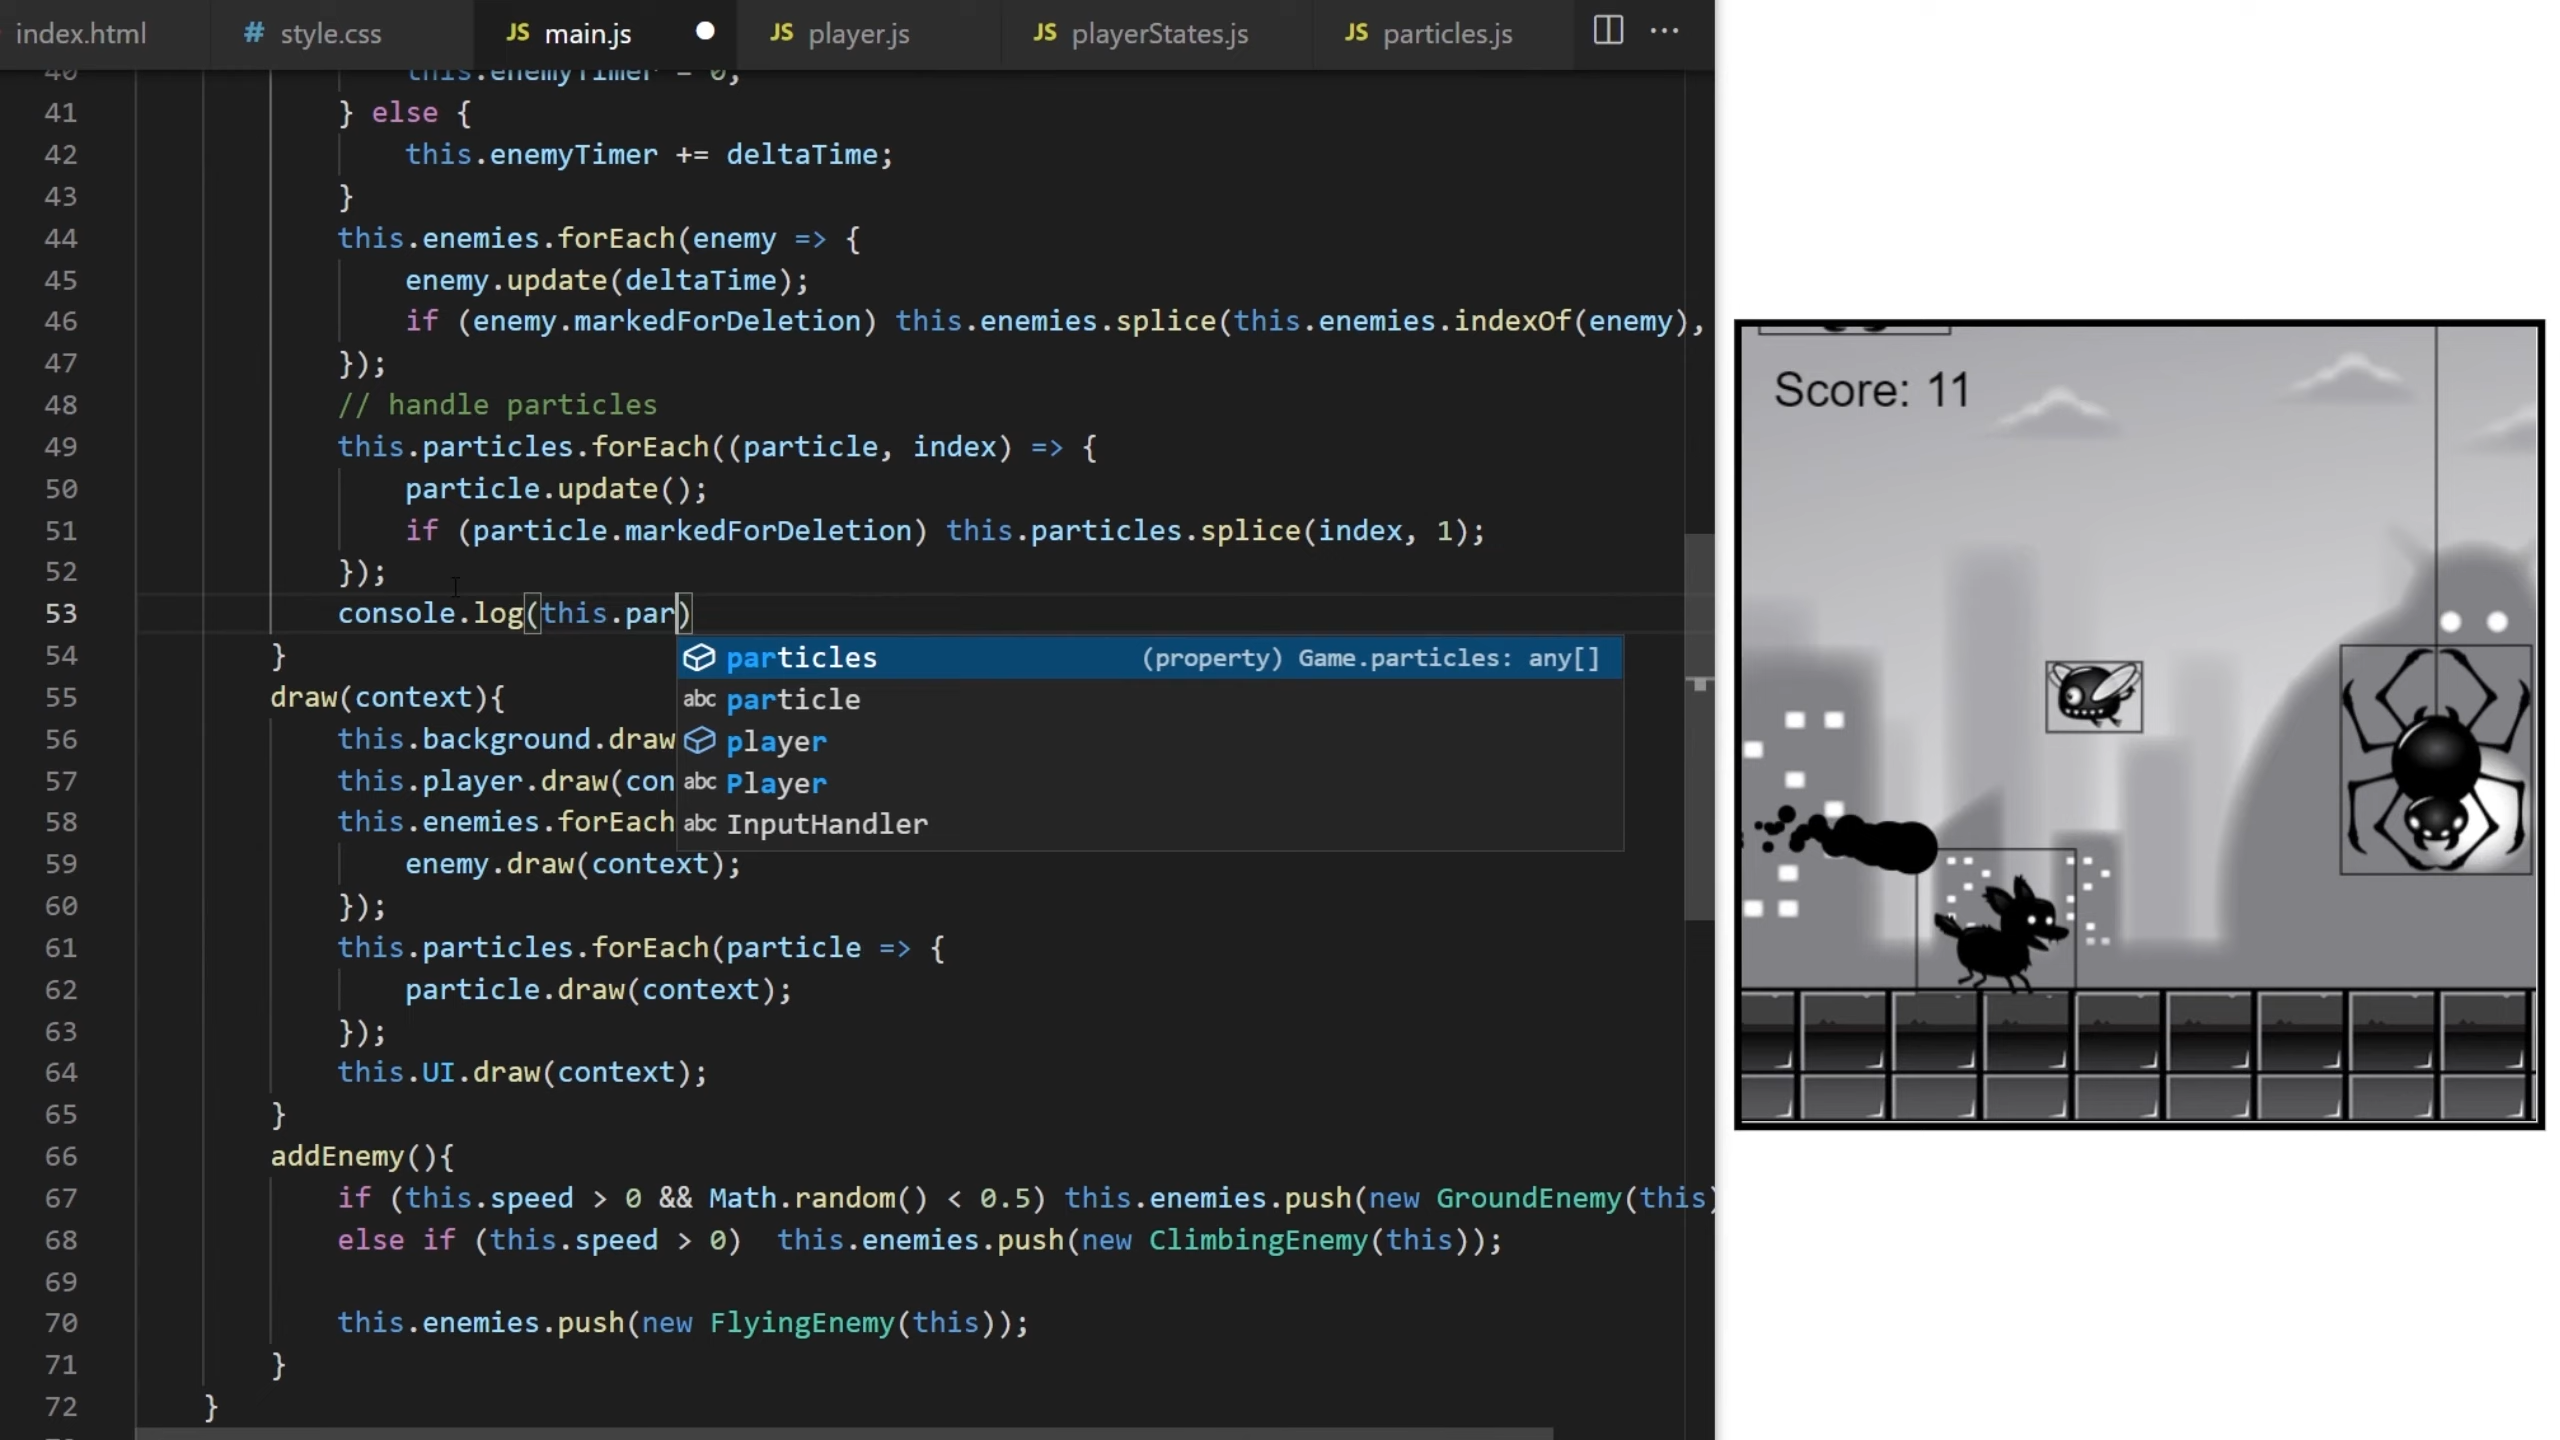 index.html
# style.css
JS main.js
JS player.js
JS playerStates.js
JS particles.js
40 this.enemyTimer = 0;
41 } else {
42 this.enemyTimer += deltaTime;
43 }
44 this.enemies.forEach(enemy => {
45 enemy.update(deltaTime);
46 if (enemy.markedForDeletion) this.enemies.splice(this.enemies.indexOf(enemy),
47 });
48 // handle particles
49 this.particles.forEach((particle, index) => {
50 particle.update();
51 if (particle.markedForDeletion) this.particles.splice(index, 1);
52 });
53 console.log(this.par)
particles (property) Game.particles: any[]
abc particle
player
abc Player
abc InputHandler
54 }
55 draw(context){
56 this.background.draw
57 this.player.draw(con
58 this.enemies.forEach
59 enemy.draw(context);
60 });
61 this.particles.forEach(particle => {
62 particle.draw(context);
63 });
64 this.UI.draw(context);
65 }
66 addEnemy(){
67 if (this.speed > 0 && Math.random() < 0.5) this.enemies.push(new GroundEnemy(this)
68 else if (this.speed > 0)  this.enemies.push(new ClimbingEnemy(this));
69
70 this.enemies.push(new FlyingEnemy(this));
71 }
72 }
Score: 11